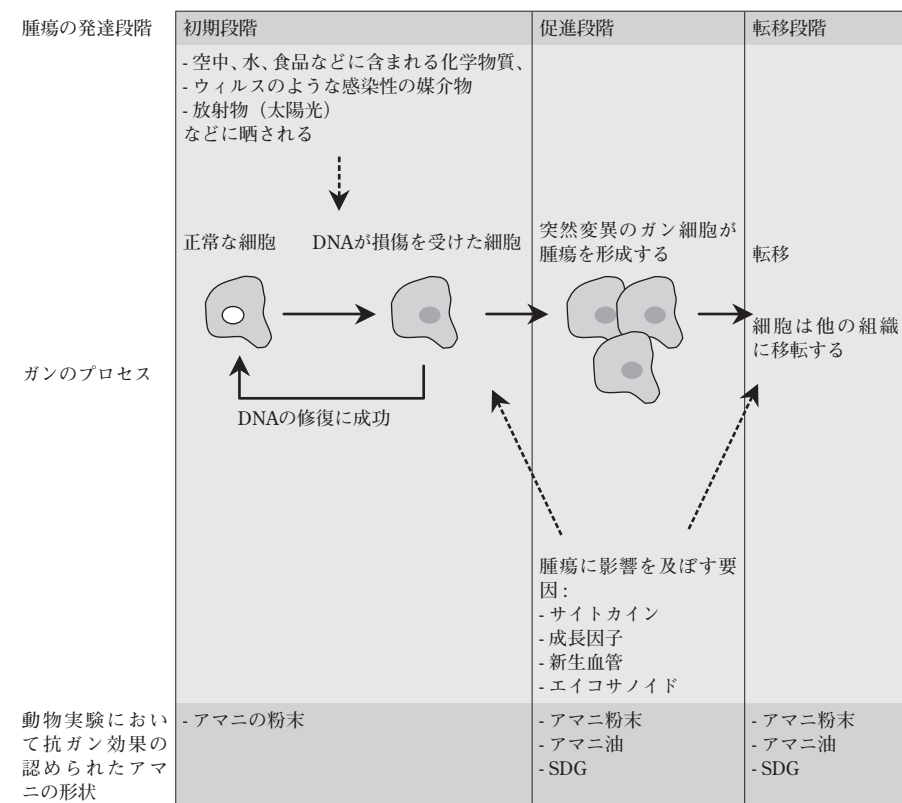 腫瘍の発達段階
初期段階
促進段階
転移段階
- 空中、水、食品などに含まれる化学物質、
- ウィルスのような感染性の媒介物
- 放射物（太陽光）
などに晒される
正常な細胞
DNAが損傷を受けた細胞
突然変異のガン細胞が
腫瘍を形成する
転移
細胞は他の組織
に移転する
ガンのプロセス
DNAの修復に成功
腫瘍に影響を及ぼす要
因：
- サイトカイン
- 成長因子
- 新生血管
- エイコサノイド
動物実験におい
て抗ガン効果の
認められたアマ
ニの形状
- アマニの粉末
- アマニ粉末
- アマニ油
- SDG
- アマニ粉末
- アマニ油
- SDG